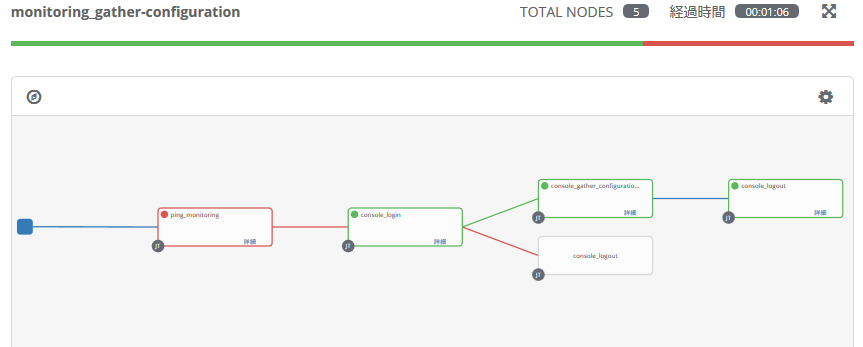 monitoring_gather-configuration
TOTAL NODES 5 経過時間 00:01:06
ping_monitoring
詳細
JT
console_login
詳細
JT
console_gather_configuratio...
詳細
JT
console_logout
詳細
JT
console_logout
JT